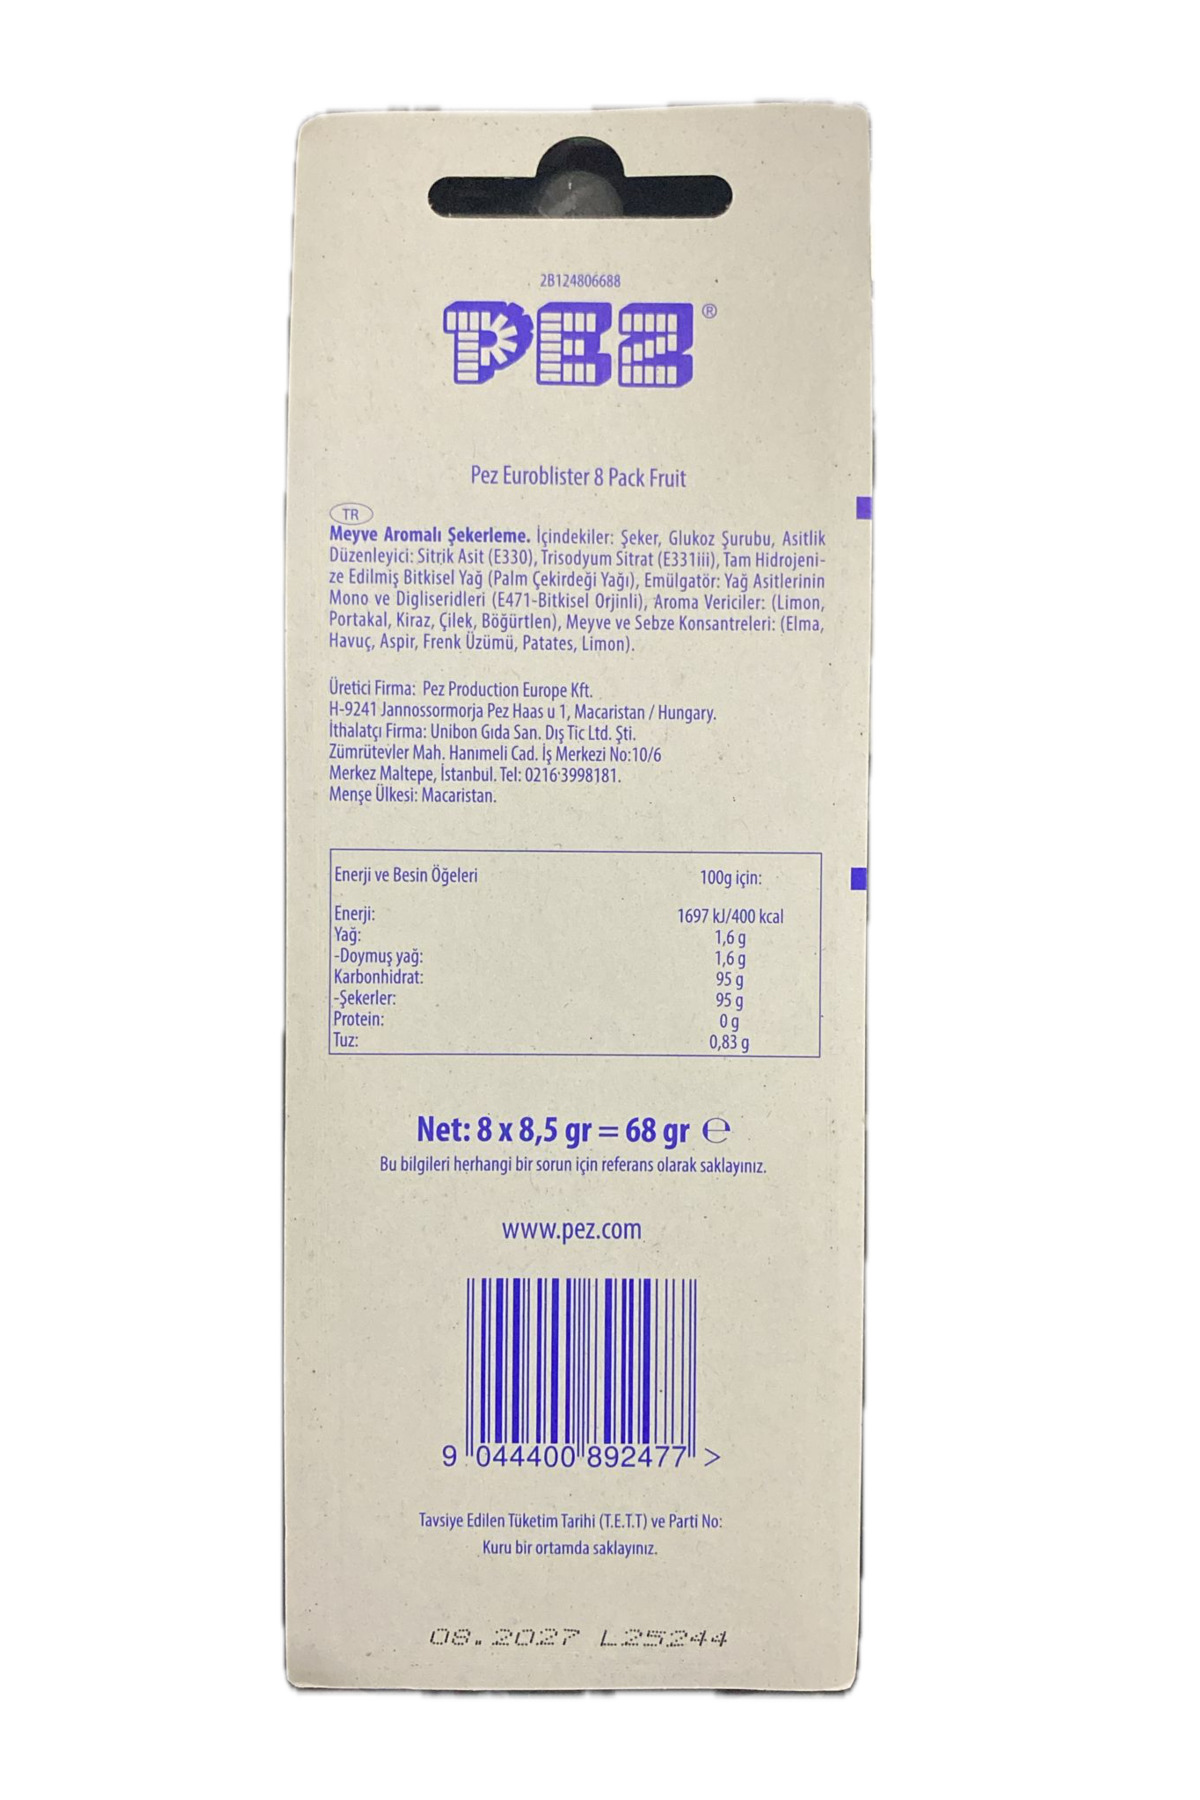 2B124806688
PEZ®
Pez Euroblister 8 Pack Fruit
TR
Meyve Aromalı Şekerleme. İçindekiler: Şeker, Glukoz Şurubu, Asitlik
Düzenleyici: Sitrik Asit (E330), Trisodyum Sitrat (E331iii), Tam Hidrojeni-
ze Edilmiş Bitkisel Yağ (Palm Çekirdeği Yağı), Emülgatör: Yağ Asitlerinin
Mono ve Digliseridleri (E471-Bitkisel Orjinli), Aroma Vericiler: (Limon,
Portakal, Kiraz, Çilek, Böğürtlen), Meyve ve Sebze Konsantreleri: (Elma,
Havuç, Aspir, Frenk Üzümü, Patates, Limon).
Üretici Firma: Pez Production Europe Kft.
H-9241 Jannossormorja Pez Haas u 1, Macaristan / Hungary.
İthalatçı Firma: Unibon Gıda San. Dış Tic Ltd. Şti.
Zümrütevler Mah. Hanımeli Cad. İş Merkezi No:10/6
Merkez Maltepe, İstanbul. Tel: 0216 3998181.
Menşe Ülkesi: Macaristan.
Enerji ve Besin Öğeleri 100g için:
Enerji: 1697 kJ/400 kcal
Yağ: 1,6 g
-Doymuş yağ: 1,6 g
Karbonhidrat: 95 g
-Şekerler: 95 g
Protein: 0 g
Tuz: 0,83 g
Net: 8 x 8,5 gr = 68 gr ℮
Bu bilgileri herhangi bir sorun için referans olarak saklayınız.
www.pez.com
9 044400 892477 >
Tavsiye Edilen Tüketim Tarihi (T.E.T.T) ve Parti No:
Kuru bir ortamda saklayınız.
08.2027 L25244